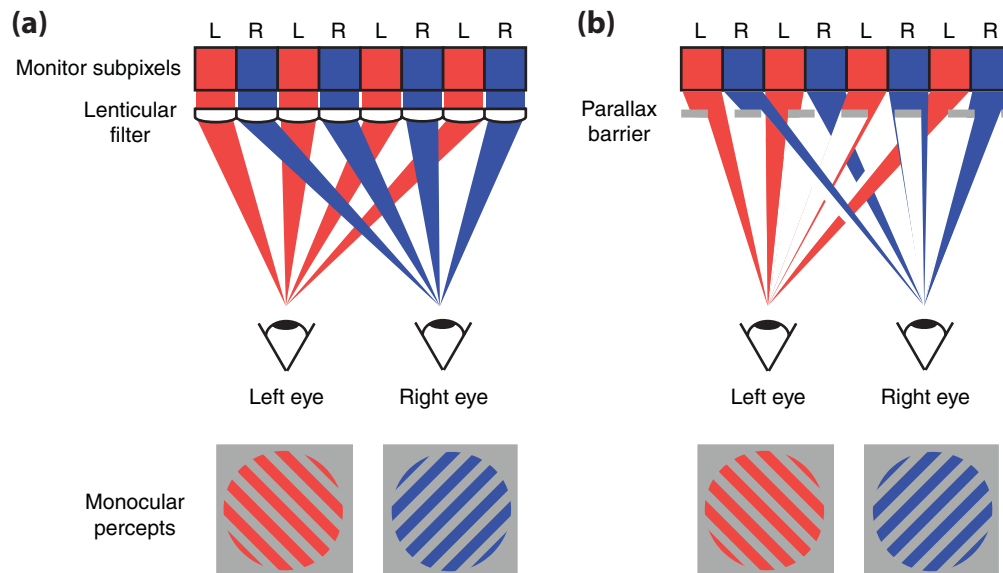 (a)
L R L R L R L R
Monitor subpixels
Lenticular
filter
Left eye
Right eye
Monocular
percepts
(b)
L R L R L R L R
Parallax
barrier
Left eye
Right eye